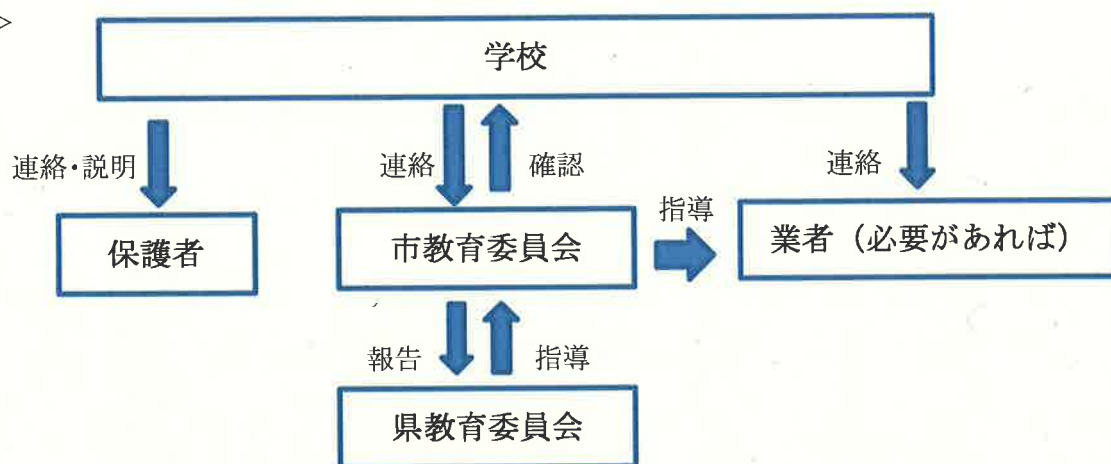 >
学校
連絡・説明
連絡
確認
連絡
保護者
市教育委員会
指導
業者（必要があれば）
報告
指導
県教育委員会